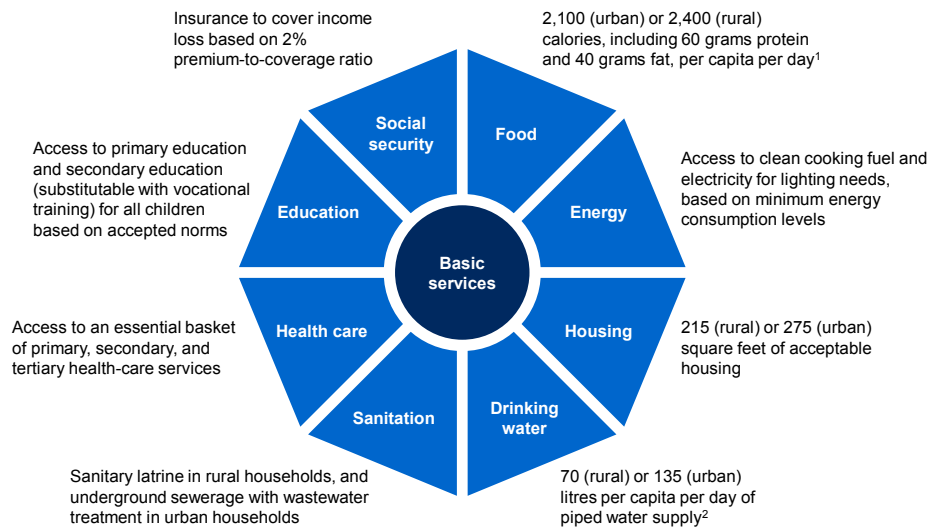 Insurance to cover income
loss based on 2%
premium-to-coverage ratio
2,100 (urban) or 2,400 (rural)
calories, including 60 grams protein
and 40 grams fat, per capita per day¹
Social
security
Food
Access to primary education
and secondary education
(substitutable with vocational
training) for all children
based on accepted norms
Education
Energy
Access to clean cooking fuel and
electricity for lighting needs,
based on minimum energy
consumption levels
Basic
services
Access to an essential basket
of primary, secondary, and
tertiary health-care services
Health care
Housing
215 (rural) or 275 (urban)
square feet of acceptable
housing
Sanitation
Drinking
water
Sanitary latrine in rural households, and
underground sewerage with wastewater
treatment in urban households
70 (rural) or 135 (urban)
litres per capita per day of
piped water supply²